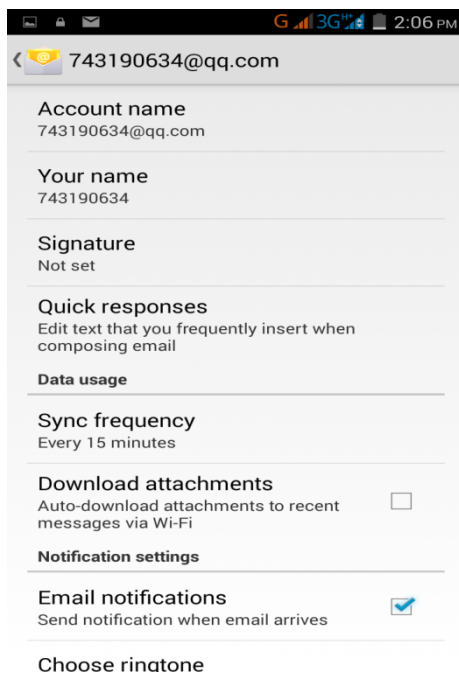 G 3G 2:06 PM
743190634@qq.com
Account name
743190634@qq.com
Your name
743190634
Signature
Not set
Quick responses
Edit text that you frequently insert when
composing email
Data usage
Sync frequency
Every 15 minutes
Download attachments
Auto-download attachments to recent
messages via Wi-Fi
Notification settings
Email notifications
Send notification when email arrives
Choose ringtone